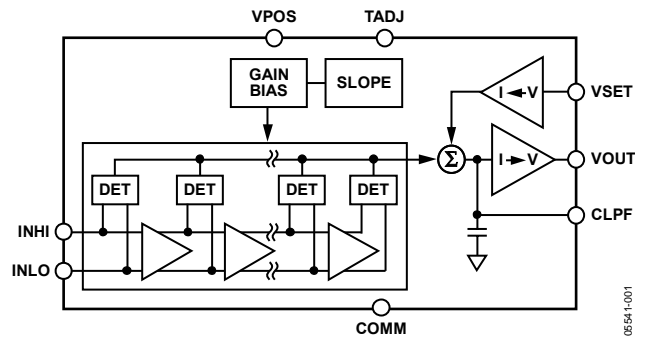 VPOS TADJ
GAIN
BIAS
SLOPE
I V
VSET
Σ
I V
VOUT
DET DET DET DET
CLPF
INHI
INLO
COMM
05541-001